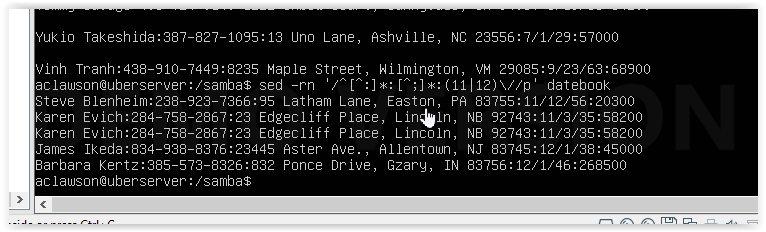 Yukio Takeshida:387-827-1095:13 Uno Lane, Ashville, NC 23556:7/1/29:57000
Vinh Tranh:438-910-7449:8235 Maple Street, Wilmington, VM 29085:9/23/63:68900
aclawson@uberserver:/samba$ sed -rn '/^[^:]*:[^;]*:(11|12)\//p' datebook
Steve Blenheim:238-923-7366:95 Latham Lane, Easton, PA 83755:11/12/56:20300
Karen Evich:284-758-2867:23 Edgecliff Place, Lincoln, NB 92743:11/3/35:58200
Karen Evich:284-758-2867:23 Edgecliff Place, Lincoln, NB 92743:11/3/35:58200
James Ikeda:834-938-8376:23445 Aster Ave., Allentown, NJ 83745:12/1/38:45000
Barbara Kertz:385-573-8326:832 Ponce Drive, Gzary, IN 83756:12/1/46:268500
aclawson@uberserver:/samba$